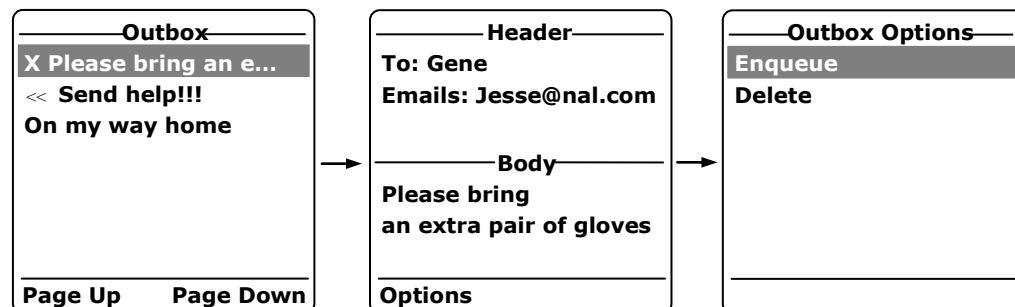 Outbox
X Please bring an e...
<< Send help!!!
On my way home
Page Up Page Down
Header
To: Gene
Emails: Jesse@nal.com
Body
Please bring
an extra pair of gloves
Options
Outbox Options
Enqueue
Delete